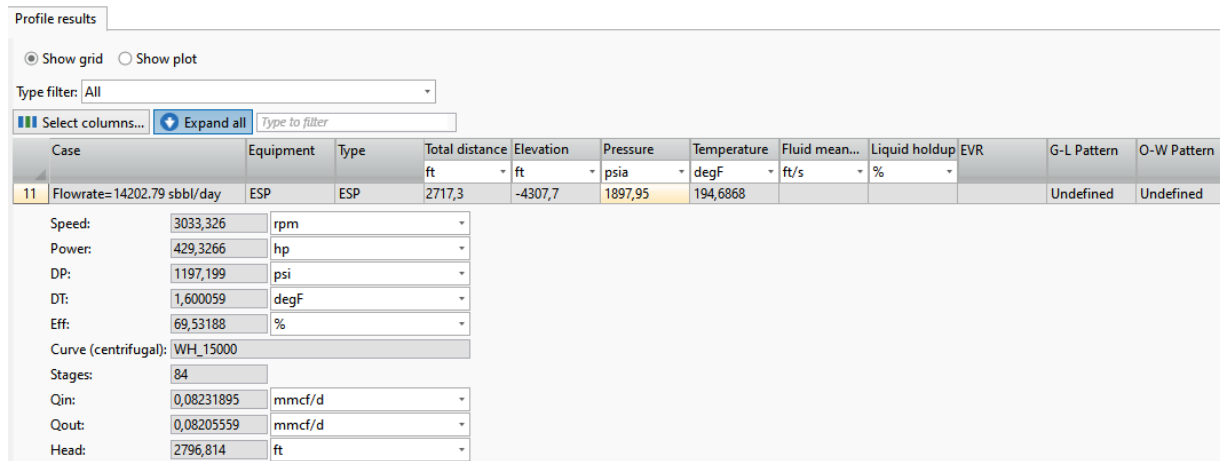 Profile results
Show grid Show plot
Type filter: All
Select columns... Expand all Type to filter
Case Equipment Type Total distance Elevation Pressure Temperature Fluid mean... Liquid holdup EVR G-L Pattern O-W Pattern
ft ft psia degF ft/s %
11 Flowrate=14202.79 sbbl/day ESP ESP 2717,3 -4307,7 1897,95 194,6868 Undefined Undefined
Speed: 3033,326 rpm
Power: 429,3266 hp
DP: 1197,199 psi
DT: 1,600059 degF
Eff: 69,53188 %
Curve (centrifugal): WH_15000
Stages: 84
Qin: 0,08231895 mmcf/d
Qout: 0,08205559 mmcf/d
Head: 2796,814 ft